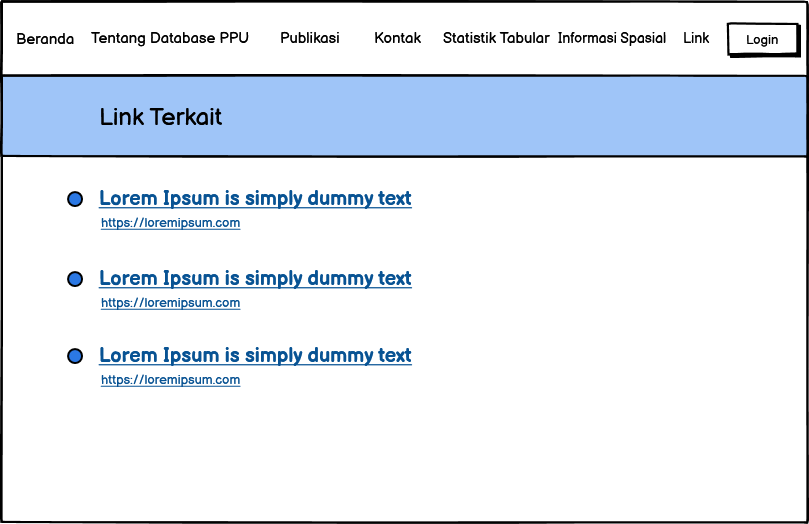 Beranda Tentang Database PPU Publikasi Kontak Statistik Tabular Informasi Spasial Link Login
Link Terkait
Lorem Ipsum is simply dummy text
https://loremipsum.com
Lorem Ipsum is simply dummy text
https://loremipsum.com
Lorem Ipsum is simply dummy text
https://loremipsum.com